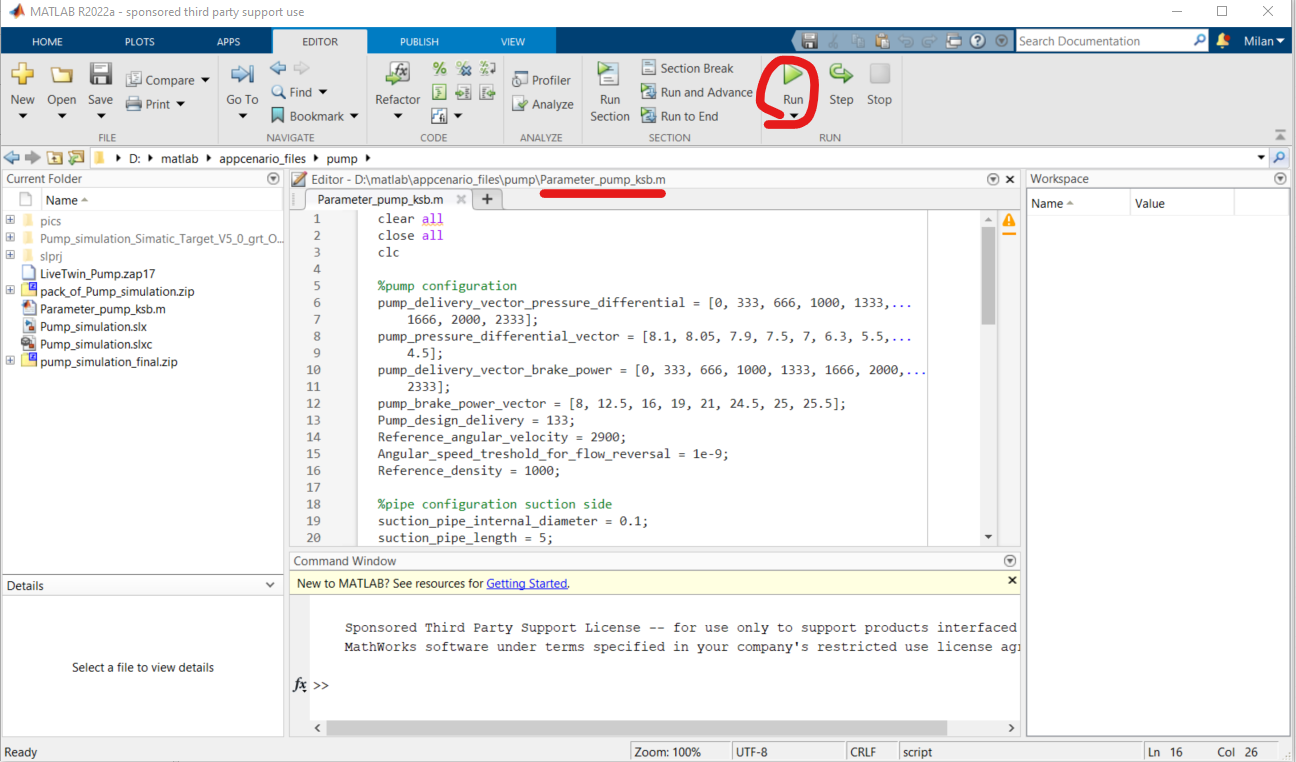 MATLAB R2022a - sponsored third party support use
HOME PLOTS APPS EDITOR PUBLISH VIEW Search Documentation Milan
New Open Save Compare Print
FILE
Go To Find Bookmark
NAVIGATE
Refactor
CODE
Profiler
Analyze
ANALYZE
Run Section
Section Break
Run and Advance
Run to End
SECTION
Run Step Stop
RUN
D: matlab appcenario_files pump
Current Folder
Name
pics
Pump_simulation_Simatic_Target_V5_0_grt_O...
slprj
LiveTwin_Pump.zap17
pack_of_Pump_simulation.zip
Parameter_pump_ksb.m
Pump_simulation.slx
Pump_simulation.slxc
pump_simulation_final.zip
Details
Select a file to view details
Editor - D:\matlab\appcenario_files\pump\Parameter_pump_ksb.m
Parameter_pump_ksb.m
1 clear all
2 close all
3 clc
4
5 %pump configuration
6 pump_delivery_vector_pressure_differential = [0, 333, 666, 1000, 1333,...
7 1666, 2000, 2333];
8 pump_pressure_differential_vector = [8.1, 8.05, 7.9, 7.5, 7, 6.3, 5.5,...
9 4.5];
10 pump_delivery_vector_brake_power = [0, 333, 666, 1000, 1333, 1666, 2000,...
11 2333];
12 pump_brake_power_vector = [8, 12.5, 16, 19, 21, 24.5, 25, 25.5];
13 Pump_design_delivery = 133;
14 Reference_angular_velocity = 2900;
15 Angular_speed_treshold_for_flow_reversal = 1e-9;
16 Reference_density = 1000;
17
18 %pipe configuration suction side
19 suction_pipe_internal_diameter = 0.1;
20 suction_pipe_length = 5;
Command Window
New to MATLAB? See resources for Getting Started.
Sponsored Third Party Support License -- for use only to support products interfaced
MathWorks software under terms specified in your company's restricted use license agr
fx >>
Workspace
Name Value
Ready Zoom: 100% UTF-8 CRLF script Ln 16 Col 26